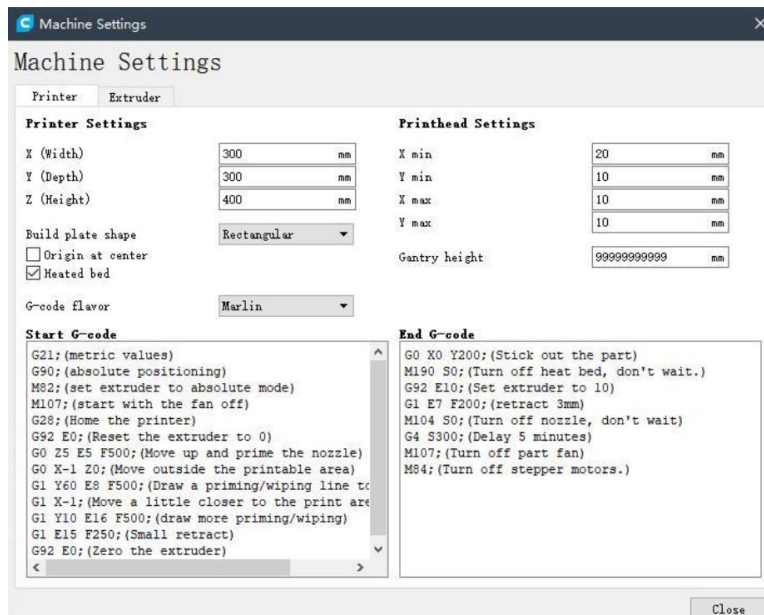 Machine Settings
Machine Settings
Printer Extruder
Printer Settings
X (Width) 300 mm
Y (Depth) 300 mm
Z (Height) 400 mm
Build plate shape Rectangular
Origin at center
Heated bed
G-code flavor Marlin
Printhead Settings
X min 20 mm
Y min 10 mm
X max 10 mm
Y max 10 mm
Gantry height 99999999999 mm
Start G-code
G21;(metric values)
G90;(absolute positioning)
M82;(set extruder to absolute mode)
M107;(start with the fan off)
G28;(Home the printer)
G92 E0;(Reset the extruder to 0)
G0 Z5 E5 F500;(Move up and prime the nozzle)
G0 X-1 Z0;(Move outside the printable area)
G1 Y60 E8 F500;(Draw a priming/wiping line to
G1 X-1;(Move a little closer to the print are
G1 Y10 E16 F500;(draw more priming/wiping)
G1 E15 F250;(Small retract)
G92 E0;(Zero the extruder)
End G-code
G0 X0 Y200;(Stick out the part)
M190 S0;(Turn off heat bed, don't wait.)
G92 E10;(Set extruder to 10)
G1 E7 F200;(retract 3mm)
M104 S0;(Turn off nozzle, don't wait)
G4 S300;(Delay 5 minutes)
M107;(Turn off part fan)
M84;(Turn off stepper motors.)
Close